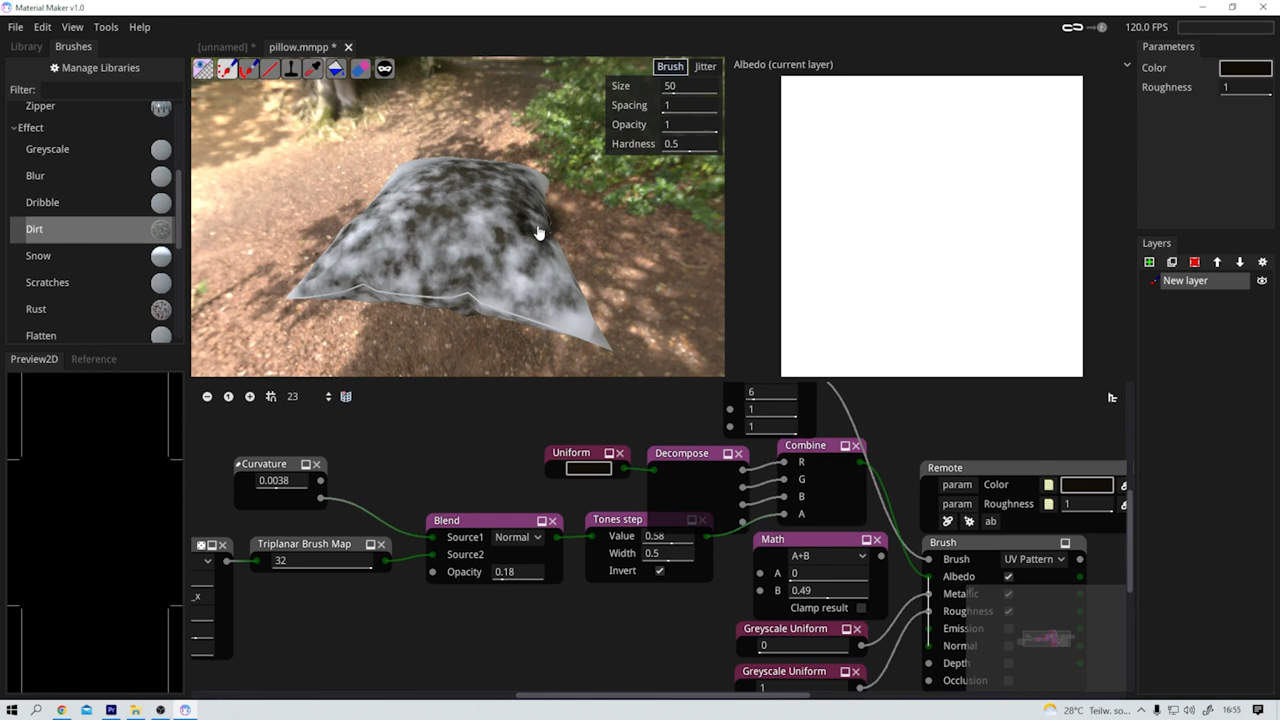 Material Maker v1.0
File Edit View Tools Help
120.0 FPS
Library Brushes
[unnamed] *
pillow.mmpp *
Parameters
Manage Libraries
Brush Jitter
Albedo (current layer)
Color
Roughness 1
Filter:
Size 50
Spacing 1
Opacity 1
Hardness 0.5
Zipper
Effect
Greyscale
Blur
Dribble
Dirt
Snow
Scratches
Rust
Flatten
Layers
New layer
Preview2D Reference
23
6
1
1
Curvature
0.0038
Uniform
Decompose
Combine
R
G
B
A
Remote
param Color
param Roughness 1
ab
Blend
Source1 Normal
Source2
Opacity 0.18
Tones step
Value 0.58
Width 0.5
Invert
Triplanar Brush Map
32
_x
Math
A+B
A 0
B 0.49
Clamp result
Brush
Brush UV Pattern
Albedo
Metallic
Roughness
Emission
Normal
Depth
Occlusion
Greyscale Uniform
0
Greyscale Uniform
1
28°C Teilw. so...
16:55